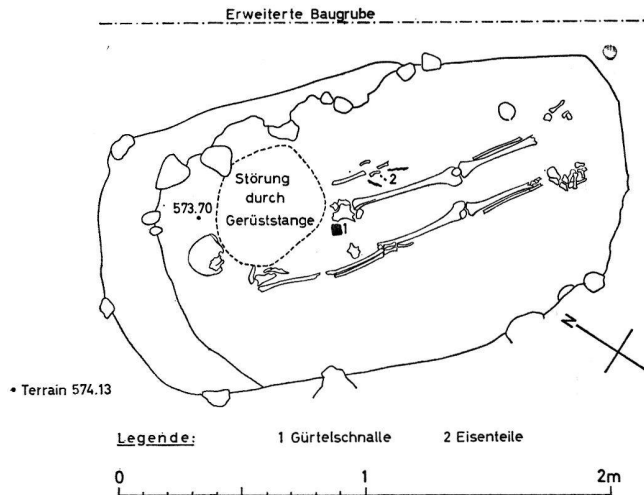 Erweiterte Baugrube
Störung
durch
Gerüststange
2
573.70
1
N
• Terrain 574.13
Legende: 1 Gürtelschnalle 2 Eisenteile
0 1 2m